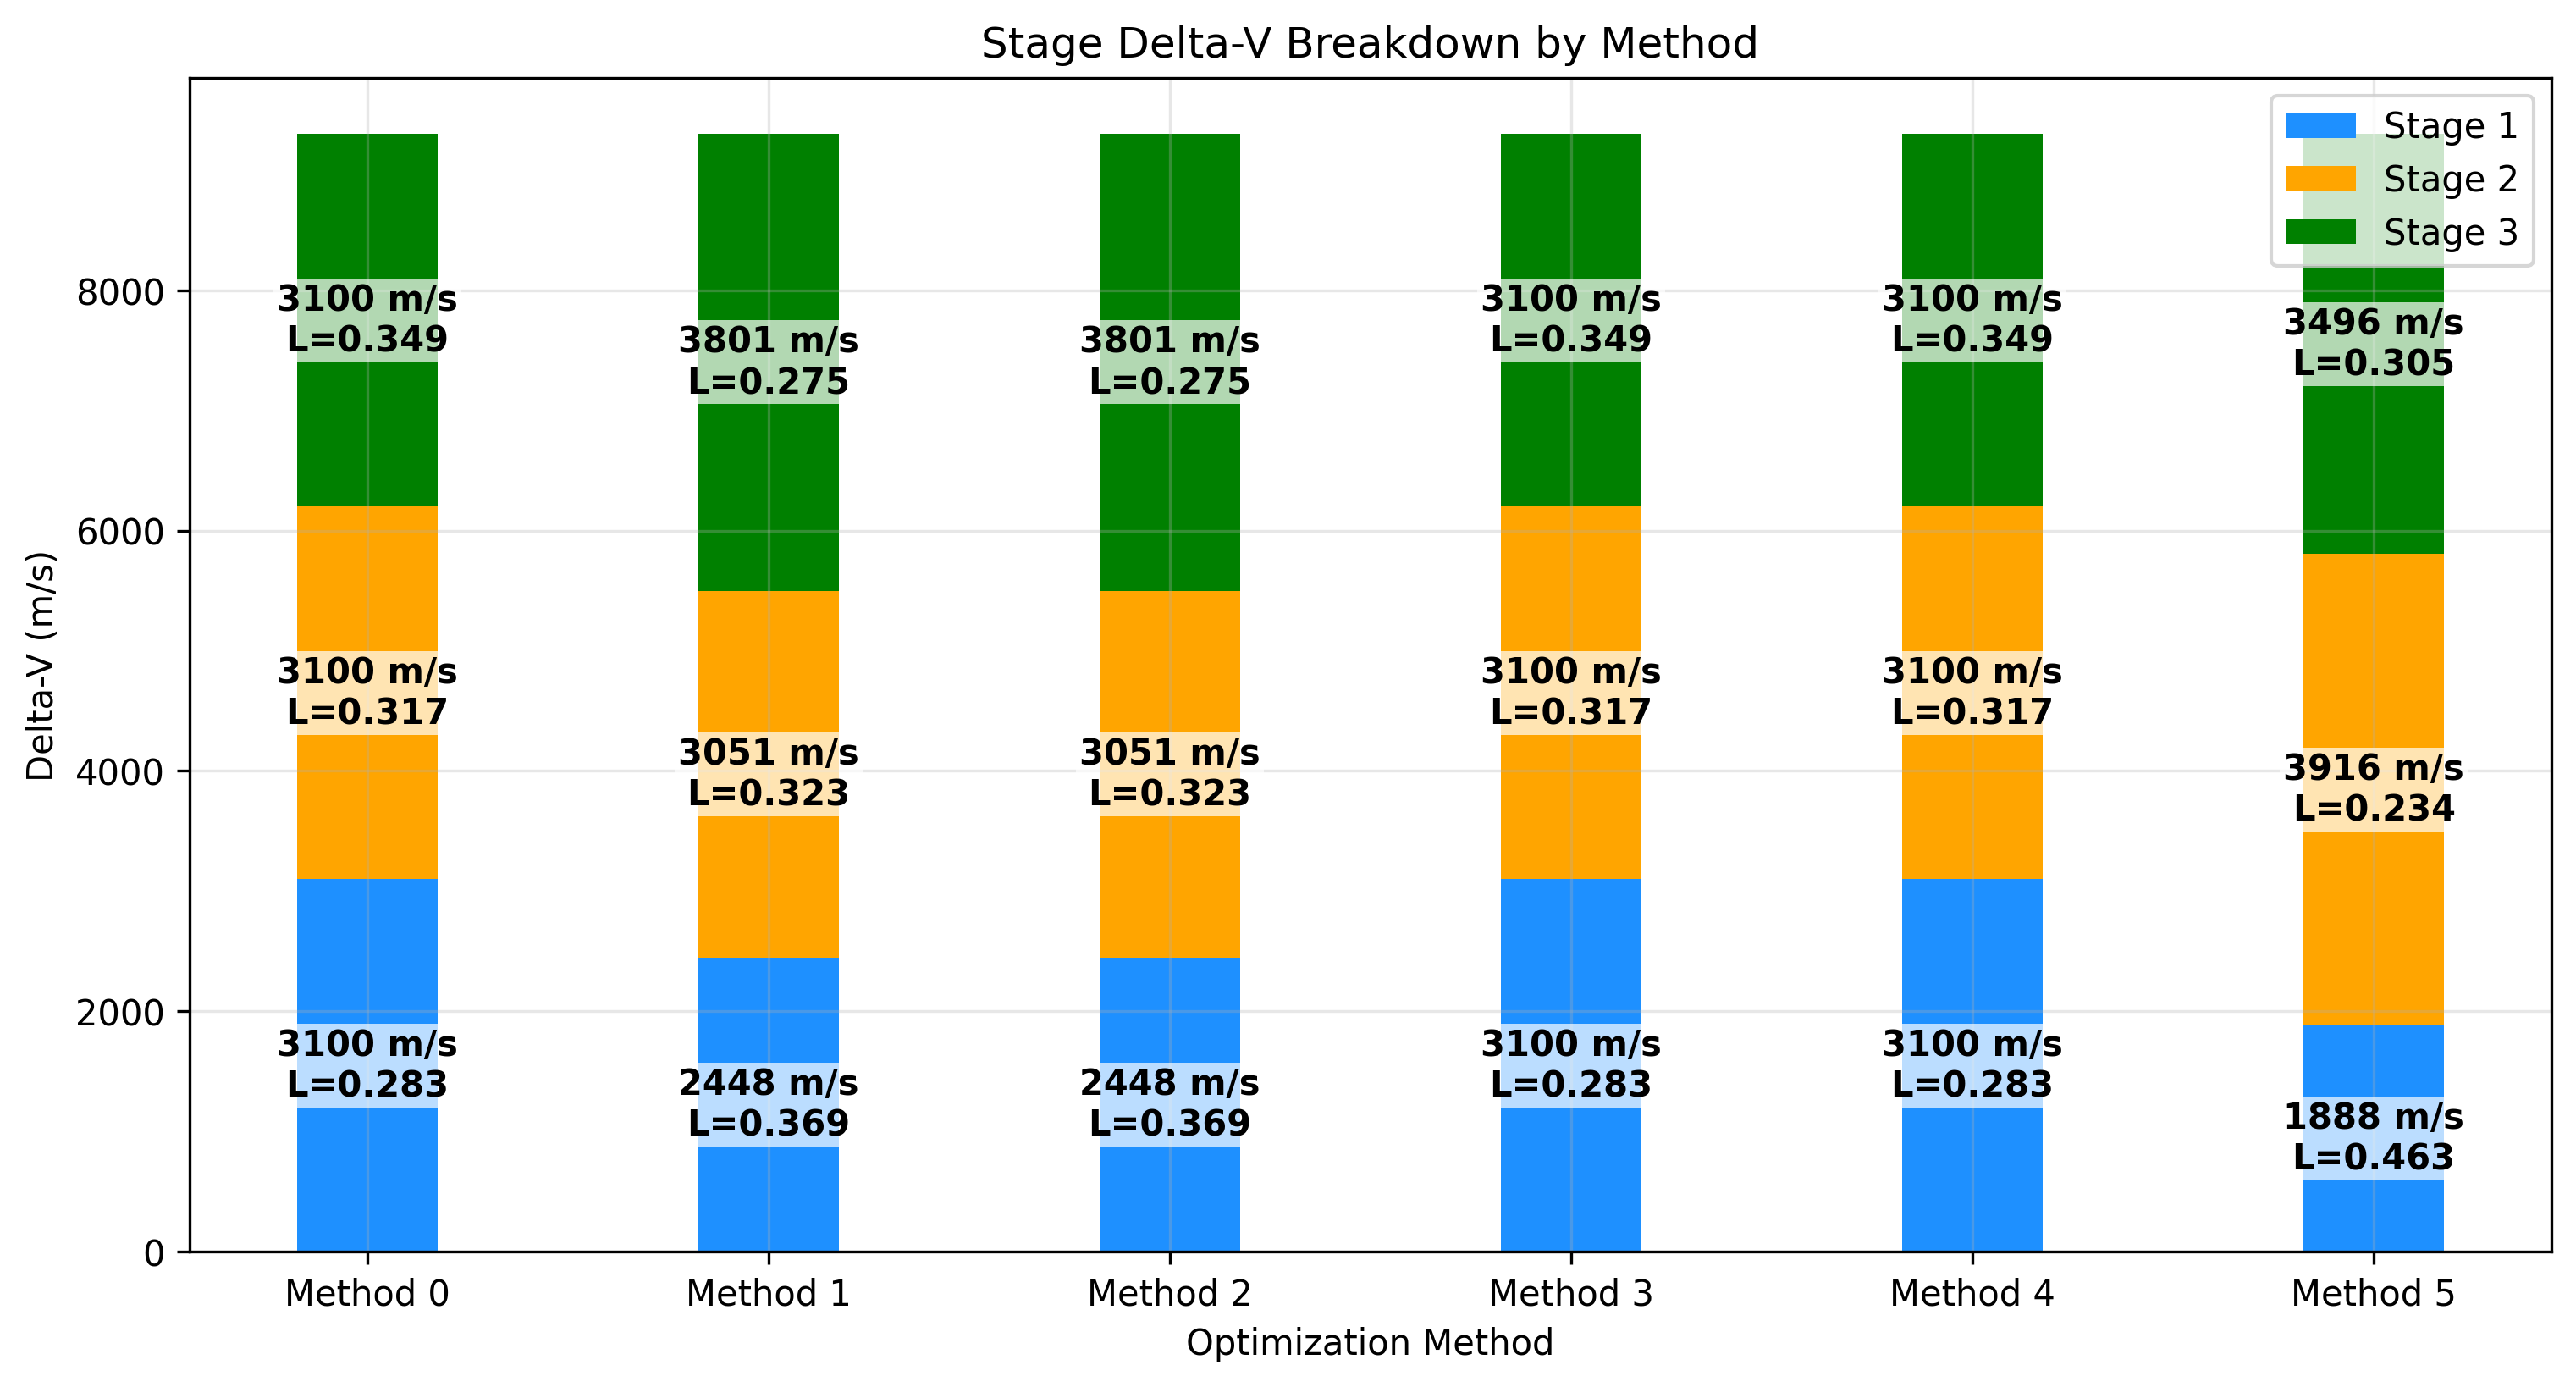 Stage Delta-V Breakdown by Method
Stage 1
Stage 2
Stage 3
Delta-V (m/s)
8000
6000
4000
2000
0
3100 m/s
L=0.349
3100 m/s
L=0.317
3100 m/s
L=0.283
3801 m/s
L=0.275
3051 m/s
L=0.323
2448 m/s
L=0.369
3801 m/s
L=0.275
3051 m/s
L=0.323
2448 m/s
L=0.369
3100 m/s
L=0.349
3100 m/s
L=0.317
3100 m/s
L=0.283
3100 m/s
L=0.349
3100 m/s
L=0.317
3100 m/s
L=0.283
3496 m/s
L=0.305
3916 m/s
L=0.234
1888 m/s
L=0.463
Method 0
Method 1
Method 2
Method 3
Method 4
Method 5
Optimization Method